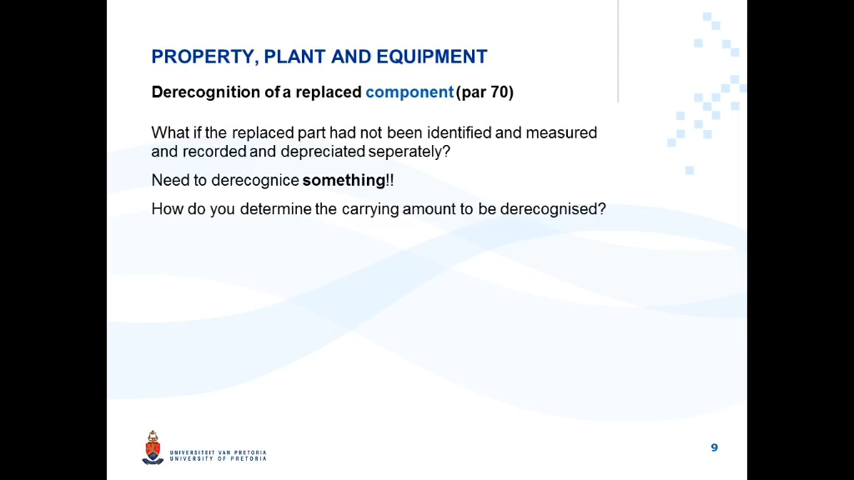 PROPERTY, PLANT AND EQUIPMENT
Derecognition of a replaced component (par 70)
What if the replaced part had not been identified and measured
and recorded and depreciated seperately?
Need to derecognice something!!
How do you determine the carrying amount to be derecognised?
UNIVERSITEIT VAN PRETORIA
UNIVERSITY OF PRETORIA
9